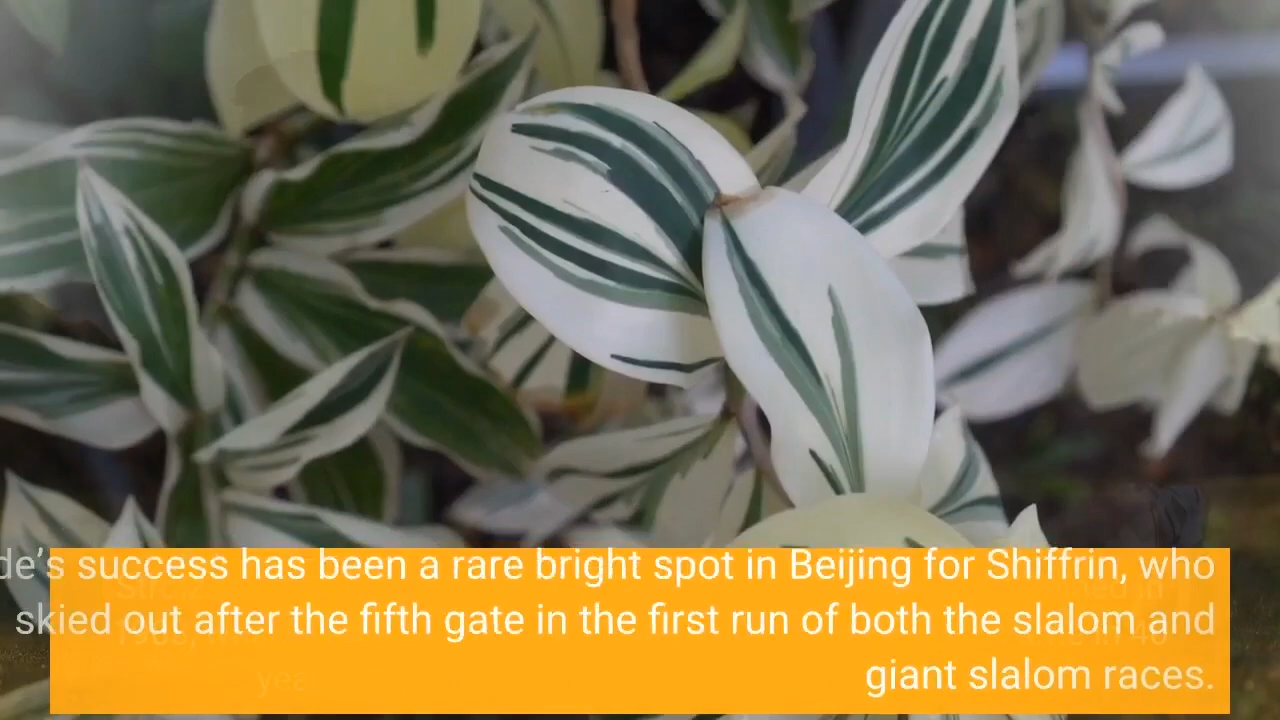 de’s success has been a rare bright spot in Beijing for Shiffrin, who
skied out after the fifth gate in the first run of both the slalom and
giant slalom races.